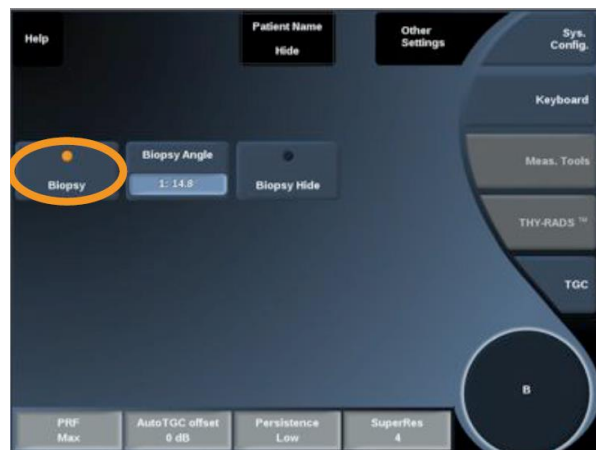 Help
Patient Name
Hide
Other
Settings
Sys.
Config.
Keyboard
Biopsy
Biopsy Angle
1: 14.8
Biopsy Hide
Meas. Tools
THY-RADS ™
TGC
B
PRF
Max
AutoTGC offset
0 dB
Persistence
Low
SuperRes
4